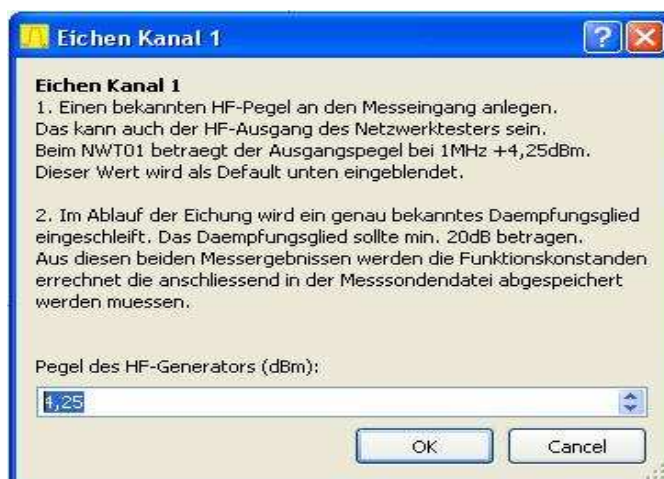 Eichen Kanal 1
Eichen Kanal 1
1. Einen bekannten HF-Pegel an den Messeingang anlegen.
Das kann auch der HF-Ausgang des Netzwerktesters sein.
Beim NWT01 betraegt der Ausgangspegel bei 1MHz +4,25dBm.
Dieser Wert wird als Default unten eingeblendet.
2. Im Ablauf der Eichung wird ein genau bekanntes Daempfungsglied
eingeschleift. Das Daempfungsglied sollte min. 20dB betragen.
Aus diesen beiden Messergebnissen werden die Funktionskonstanden
errechnet die anschliessend in der Messsondendatei abgespeichert
werden muessen.
Pegel des HF-Generators (dBm):
4,25
OK Cancel